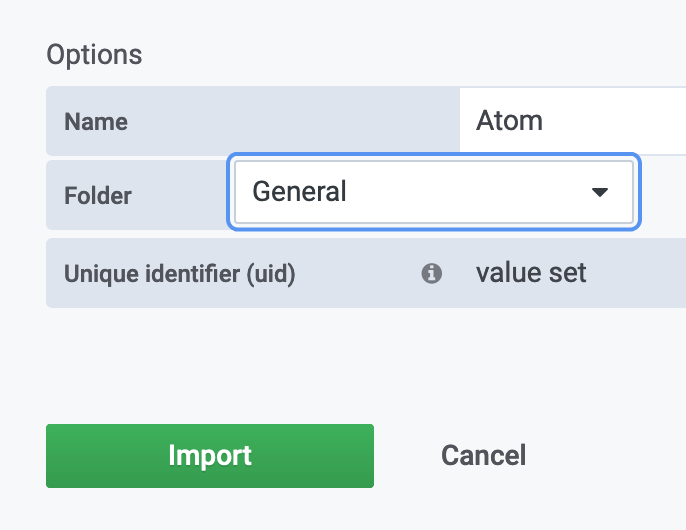 Options
Name Atom
Folder General
Unique identifier (uid) value set
Import Cancel